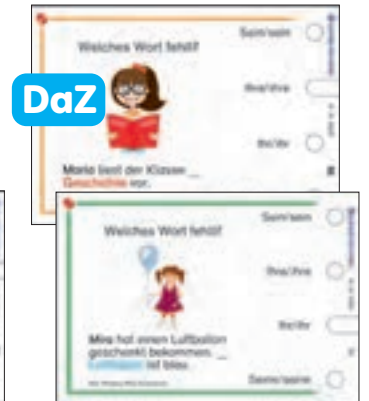 Welches Wort fehlt?
Sein/sein
DaZ
Ihre/ihre
Ihr/ihr
Maria liest der Klasse _
Geschichte vor.
Welches Wort fehlt?
Sein/sein
Ihre/ihre
Ihr/ihr
Mira hat einen Luftballon
geschenkt bekommen. _
Luftballon ist blau.
Seine/seine